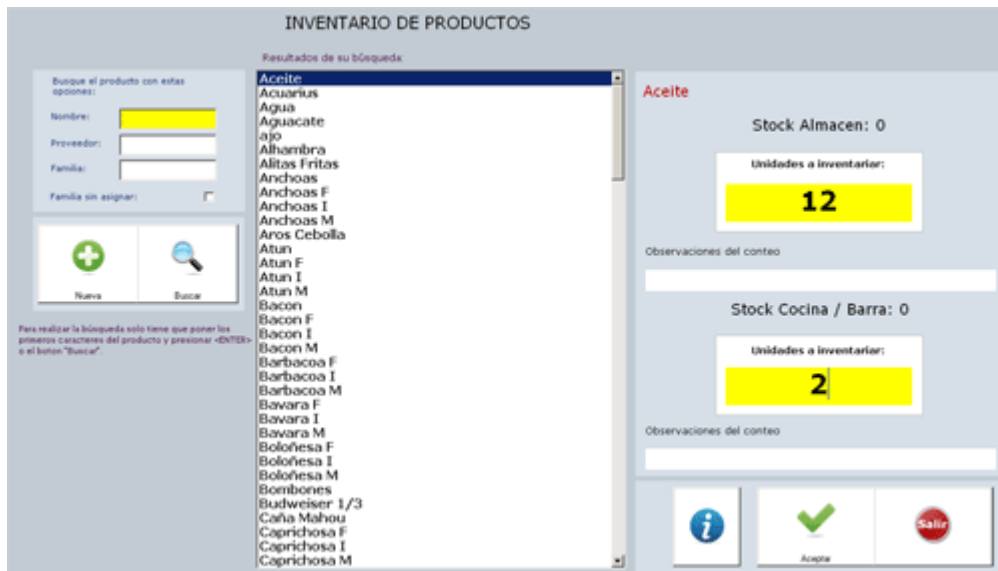 INVENTARIO DE PRODUCTOS
Resultados de su búsqueda
Busque el producto con estas
opciones:
Nombre:
Proveedor:
Familia:
Familia sin asignar:
Nueva
Buscar
Para realizar la búsqueda solo tiene que poner los
primeros caracteres del producto y presionar <ENTER>
o el boton "Buscar".
Aceite
Acuarius
Agua
Aguacate
ajo
Alhambra
Alitas Fritas
Anchoas
Anchoas F
Anchoas I
Anchoas M
Aros Cebolla
Atun
Atun F
Atun I
Atun M
Bacon
Bacon F
Bacon I
Bacon M
Barbacoa F
Barbacoa I
Barbacoa M
Bavara F
Bavara I
Bavara M
Boloñesa F
Boloñesa I
Boloñesa M
Bombones
Budweiser 1/3
Caña Mahou
Caprichosa F
Caprichosa I
Caprichosa M
Aceite
Stock Almacen: 0
Unidades a inventariar:
12
Observaciones del conteo
Stock Cocina / Barra: 0
Unidades a inventariar:
2
Observaciones del conteo
i
Aceptar
Salir